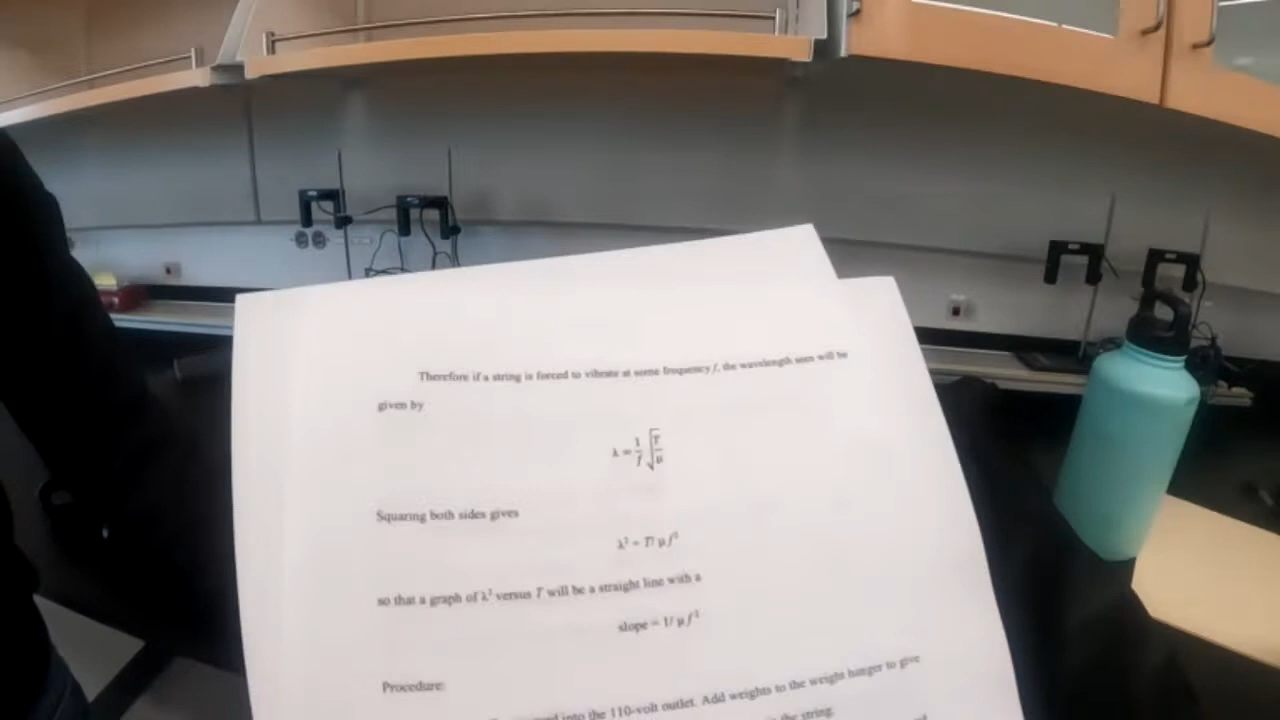 Therefore if a string is forced to vibrate at some frequency f, the wavelength seen will be
given by
λ = 1/f √(T/μ)
Squaring both sides gives
λ² = T/ μ f²
so that a graph of λ² versus T will be a straight line with a
slope = 1/ μ f²
Procedure:
into the 110-volt outlet. Add weights to the weight hanger to give
the string.